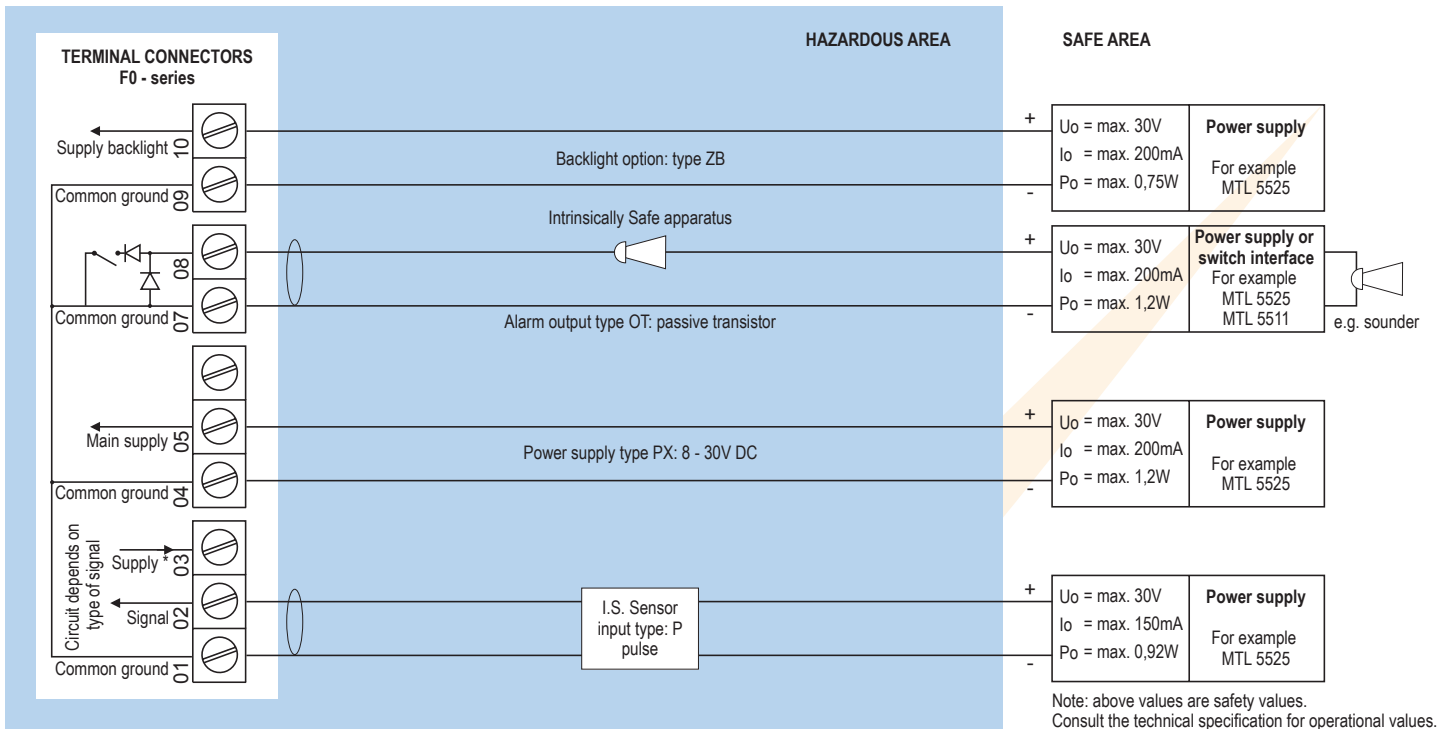 HAZARDOUS AREA
SAFE AREA
TERMINAL CONNECTORS
F0 - series
Supply backlight
10
Common ground
09
Backlight option: type ZB
+
-
Uo = max. 30V
Io = max. 200mA
Po = max. 0,75W
Power supply
For example
MTL 5525
08
Common ground
07
Intrinsically Safe apparatus
Alarm output type OT: passive transistor
+
-
Uo = max. 30V
Io = max. 200mA
Po = max. 1,2W
Power supply or
switch interface
For example
MTL 5525
MTL 5511
e.g. sounder
Main supply
05
Common ground
04
Power supply type PX: 8 - 30V DC
+
-
Uo = max. 30V
Io = max. 200mA
Po = max. 1,2W
Power supply
For example
MTL 5525
Circuit depends on
type of signal
Supply *
03
Signal
02
Common ground
01
I.S. Sensor
input type: P
pulse
+
-
Uo = max. 30V
Io = max. 150mA
Po = max. 0,92W
Power supply
For example
MTL 5525
Note: above values are safety values.
Consult the technical specification for operational values.